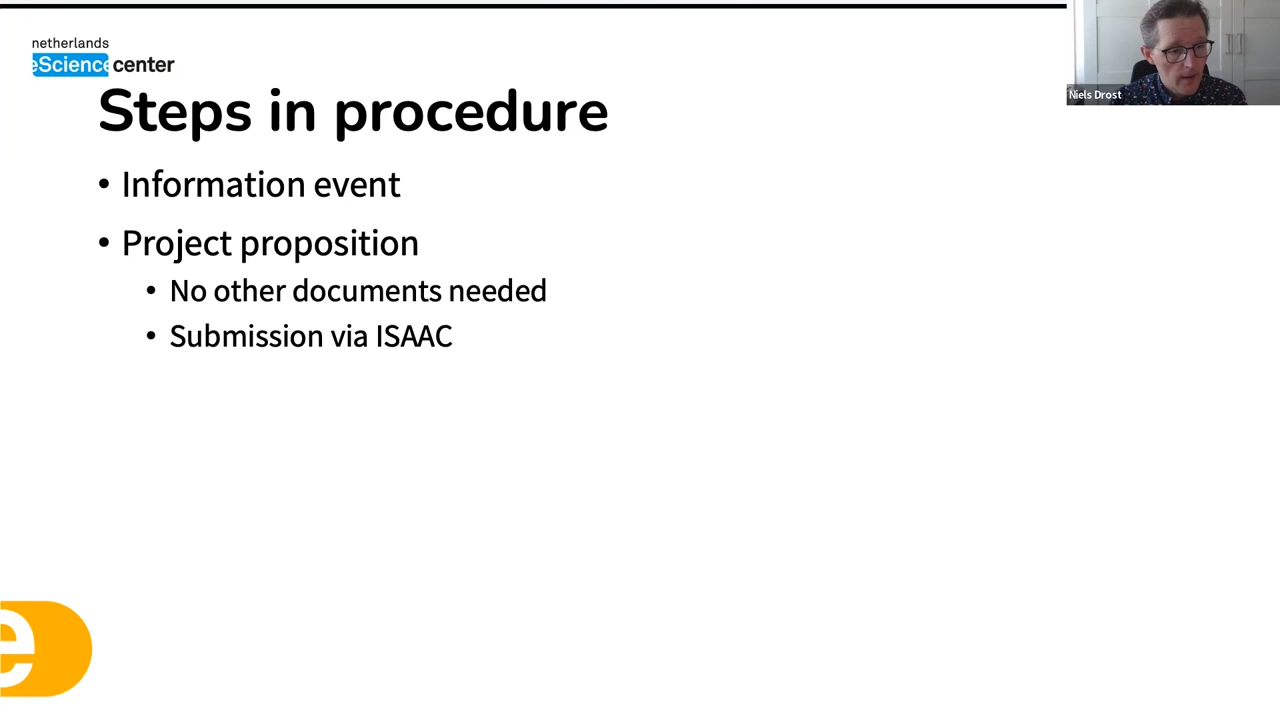 netherlands
eScience center
Niels Drost
Steps in procedure
• Information event
• Project proposition
• No other documents needed
• Submission via ISAAC
e